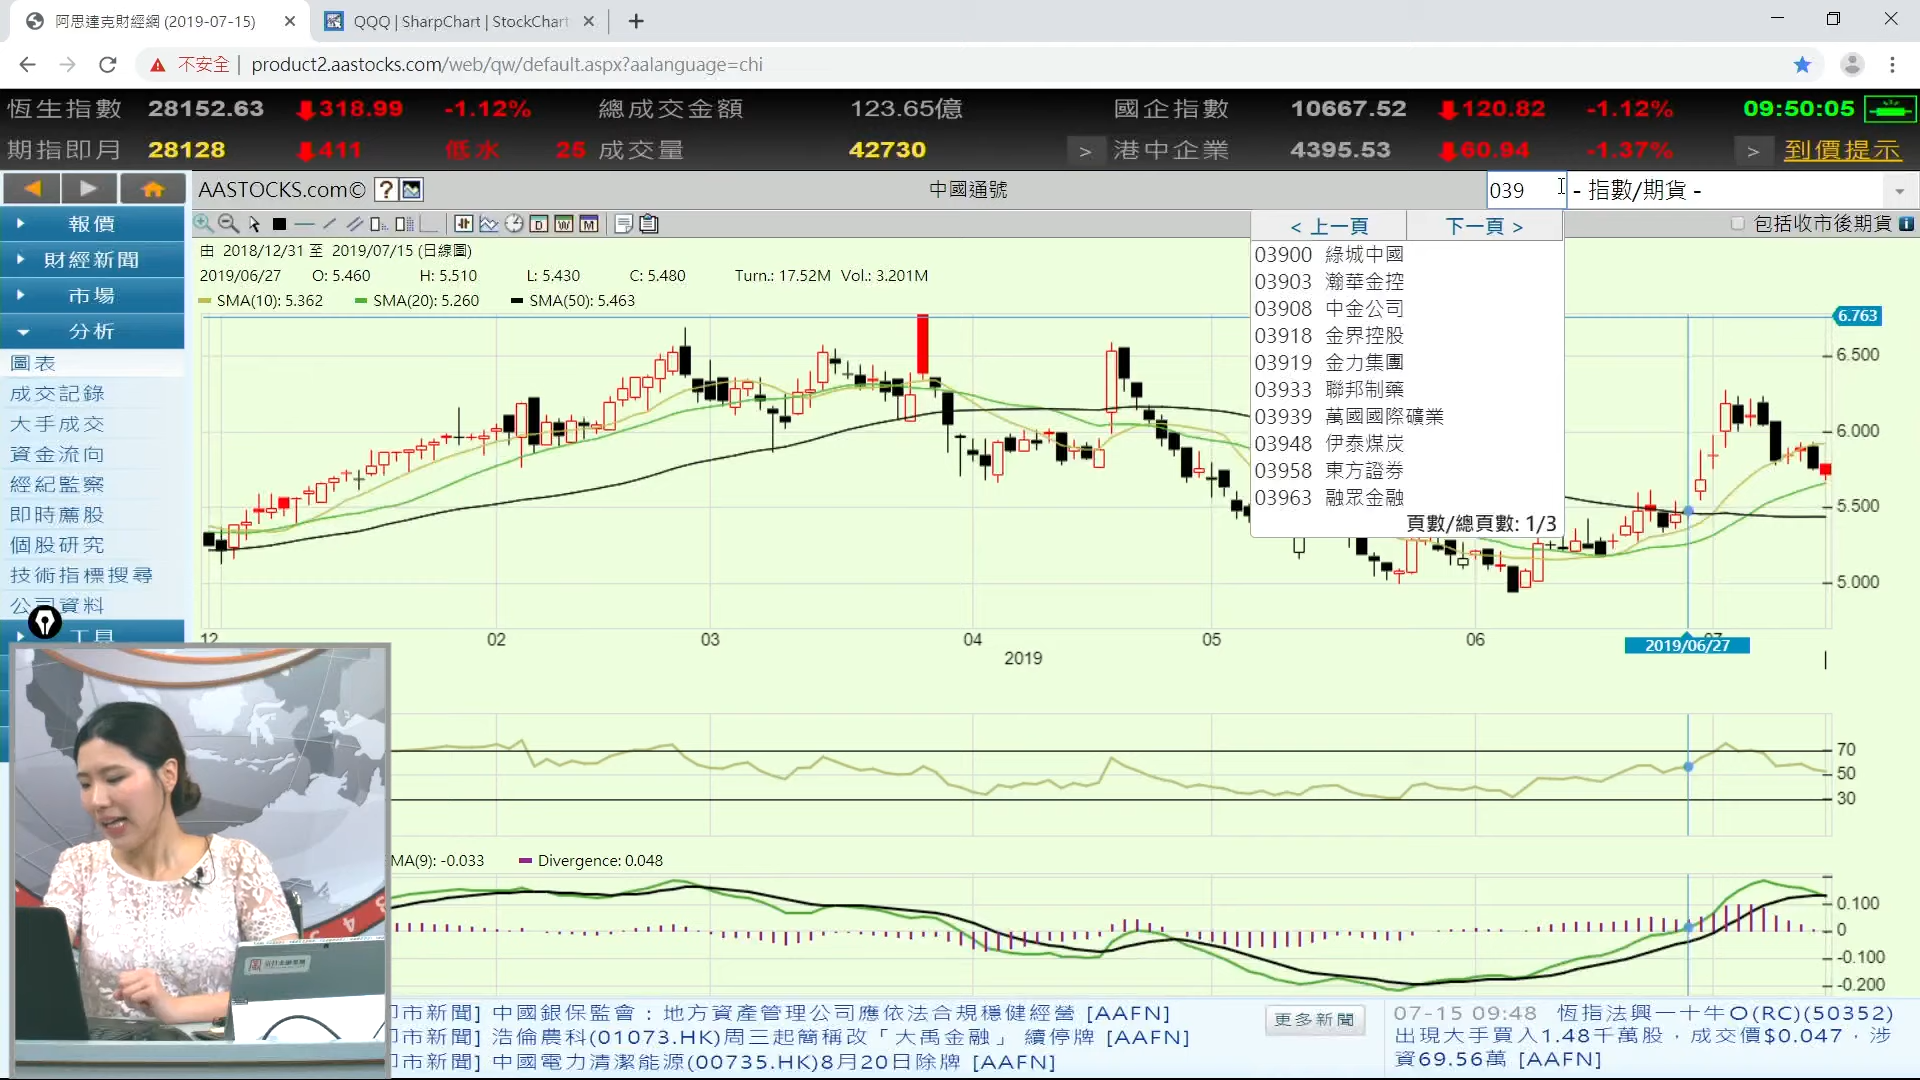 阿思達克財經網 (2019-07-15)
QQQ | SharpChart | StockChart
不安全 | product2.aastocks.com/web/qw/default.aspx?aalanguage=chi
恆生指數 28152.63 318.99 -1.12% 總成交金額 123.65億 國企指數 10667.52 120.82 -1.12% 09:50:05
期指即月 28128 411 低水 25 成交量 42730 > 港中企業 4395.53 60.94 -1.37% > 到價提示
AASTOCKS.com© ? 中國通號 039 - 指數/期貨 -
報價
財經新聞
市場
分析
圖表
成交記錄
大手成交
資金流向
經紀監察
即時薦股
個股研究
技術指標搜尋
公司資料
工具
D W M
包括收市後期貨 i
由 2018/12/31 至 2019/07/15 (日線圖)
2019/06/27 O: 5.460 H: 5.510 L: 5.430 C: 5.480 Turn.: 17.52M Vol.: 3.201M
SMA(10): 5.362 SMA(20): 5.260 SMA(50): 5.463
< 上一頁 下一頁 >
03900 綠城中國
03903 瀚華金控
03908 中金公司
03918 金界控股
03919 金力集團
03933 聯邦制藥
03939 萬國國際礦業
03948 伊泰煤炭
03958 東方證券
03963 融眾金融
頁數/總頁數: 1/3
6.763
6.500
6.000
5.500
5.000
12 02 03 04 05 06 07
2019
2019/06/27
70
50
30
MA(9): -0.033 Divergence: 0.048
0.100
0
-0.100
-0.200
市新聞] 中國銀保監會：地方資產管理公司應依法合規穩健經營 [AAFN]
市新聞] 浩倫農科(01073.HK)周三起簡稱改「大禹金融」 續停牌 [AAFN]
市新聞] 中國電力清潔能源(00735.HK)8月20日除牌 [AAFN]
更多新聞
07-15 09:48 恆指法興一十牛O(RC)(50352)
出現大手買入1.48千萬股，成交價$0.047，涉
資69.56萬 [AAFN]